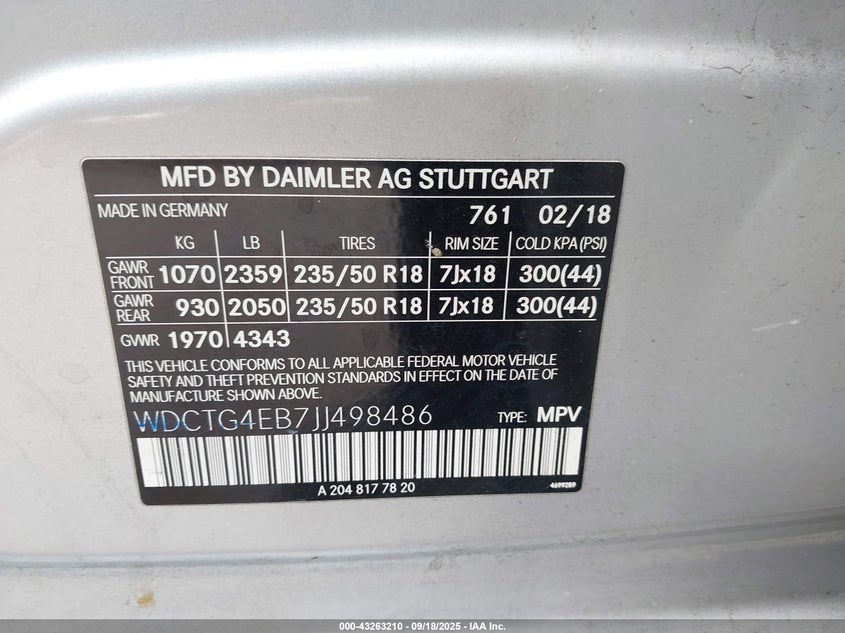 MFD BY DAIMLER AG STUTTGART
MADE IN GERMANY 761 02/18
KG LB TIRES RIM SIZE COLD KPA (PSI)
GAWR FRONT 1070 2359 235/50 R18 7Jx18 300(44)
GAWR REAR 930 2050 235/50 R18 7Jx18 300(44)
GVWR 1970 4343
THIS VEHICLE CONFORMS TO ALL APPLICABLE FEDERAL MOTOR VEHICLE
SAFETY AND THEFT PREVENTION STANDARDS IN EFFECT ON THE DATE OF
MANUFACTURE SHOWN ABOVE.
WDCTG4EB7JJ498486 TYPE: MPV
A 204 817 78 20 4699289
000-43263210 - 09/18/2025 - IAA Inc.